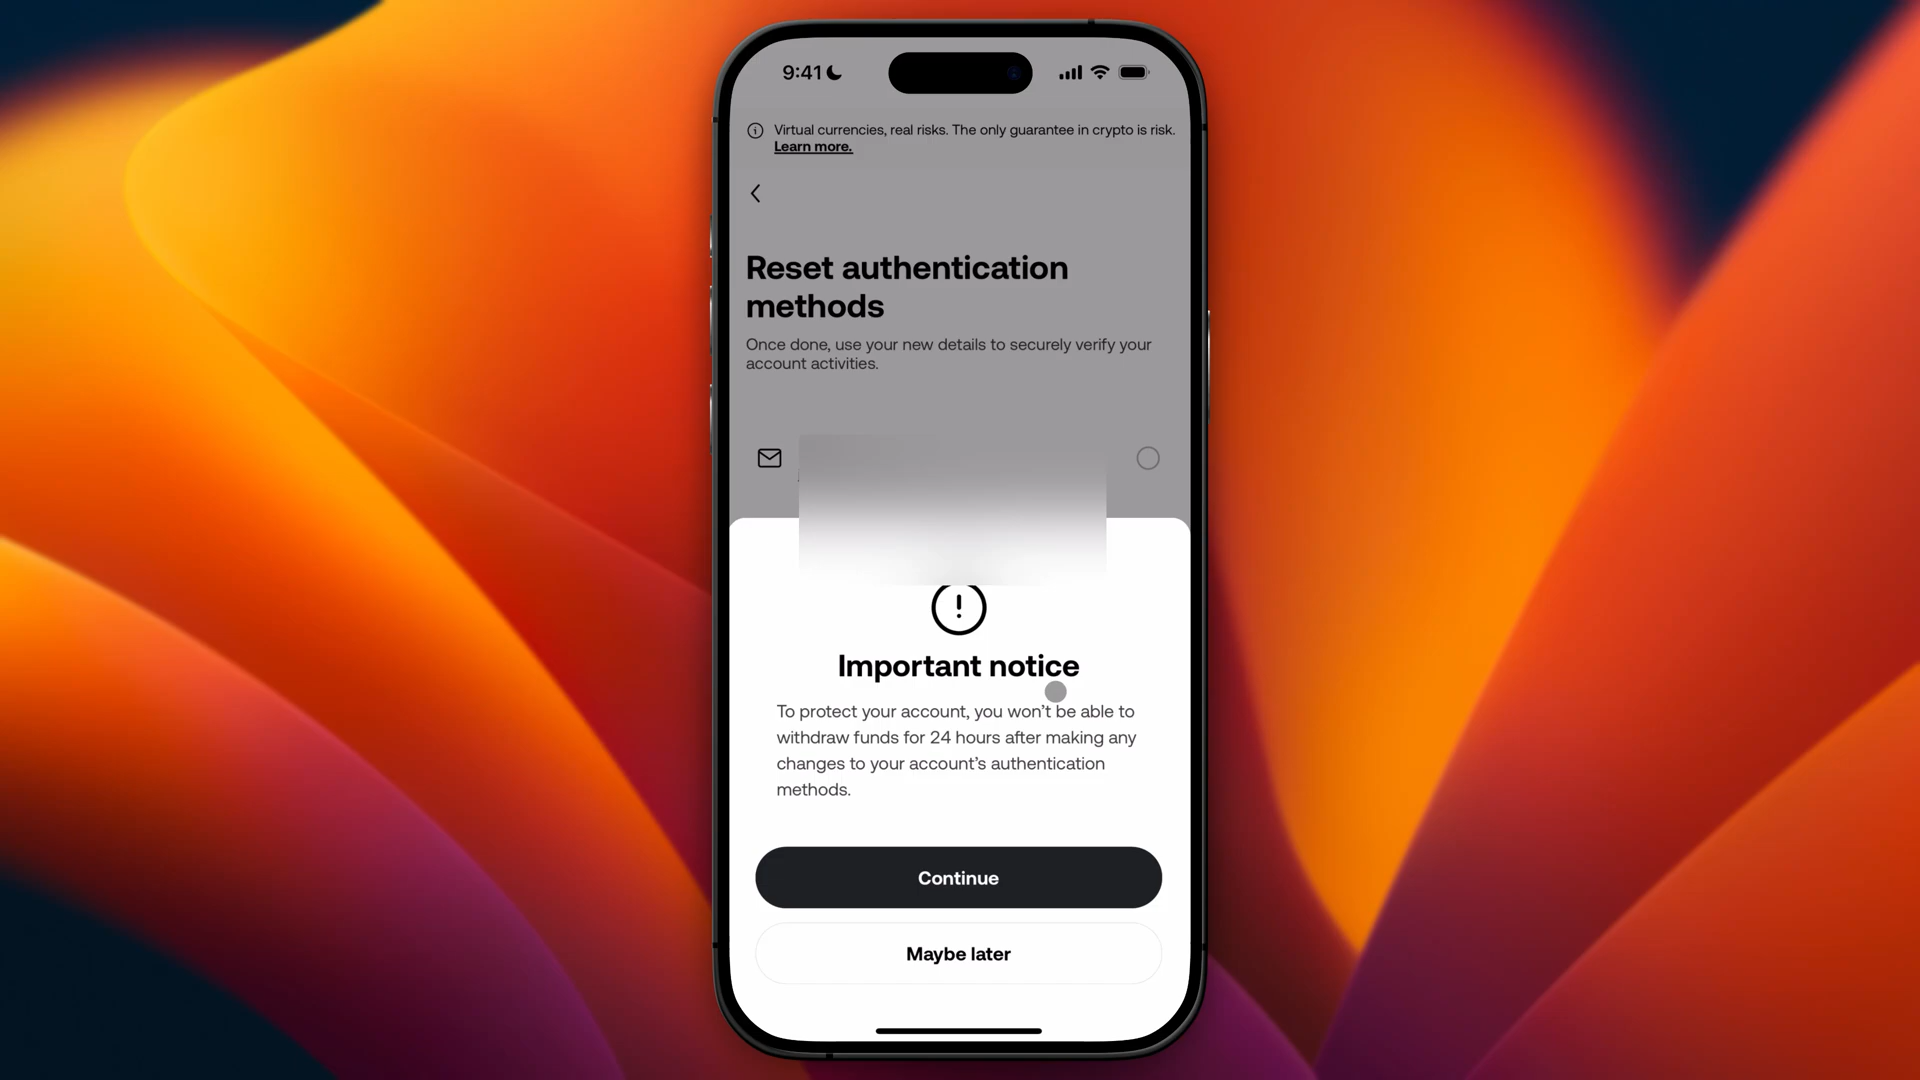 9:41
Virtual currencies, real risks. The only guarantee in crypto is risk.
Learn more.
Reset authentication
methods
Once done, use your new details to securely verify your
account activities.
Important notice
To protect your account, you won’t be able to
withdraw funds for 24 hours after making any
changes to your account’s authentication
methods.
Continue
Maybe later